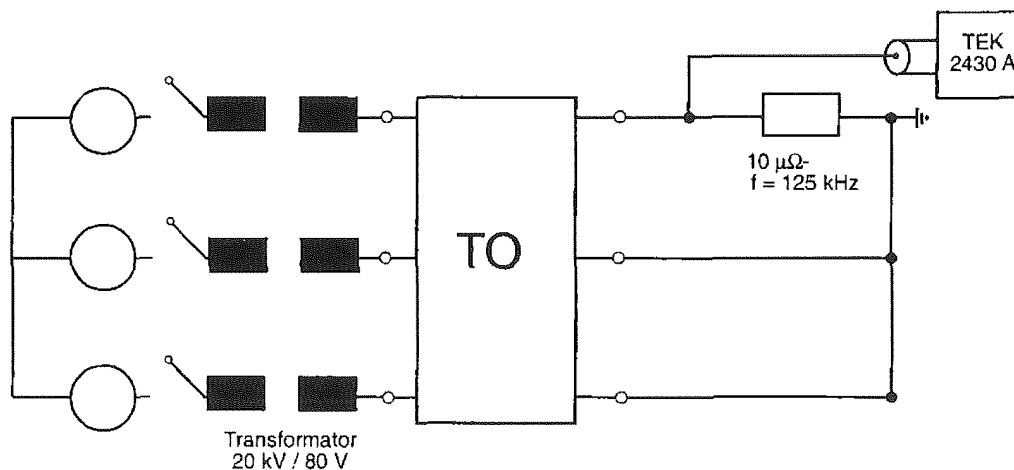 TEK
2430 A
10 μΩ-
f = 125 kHz
TO
Transformator
20 kV / 80 V